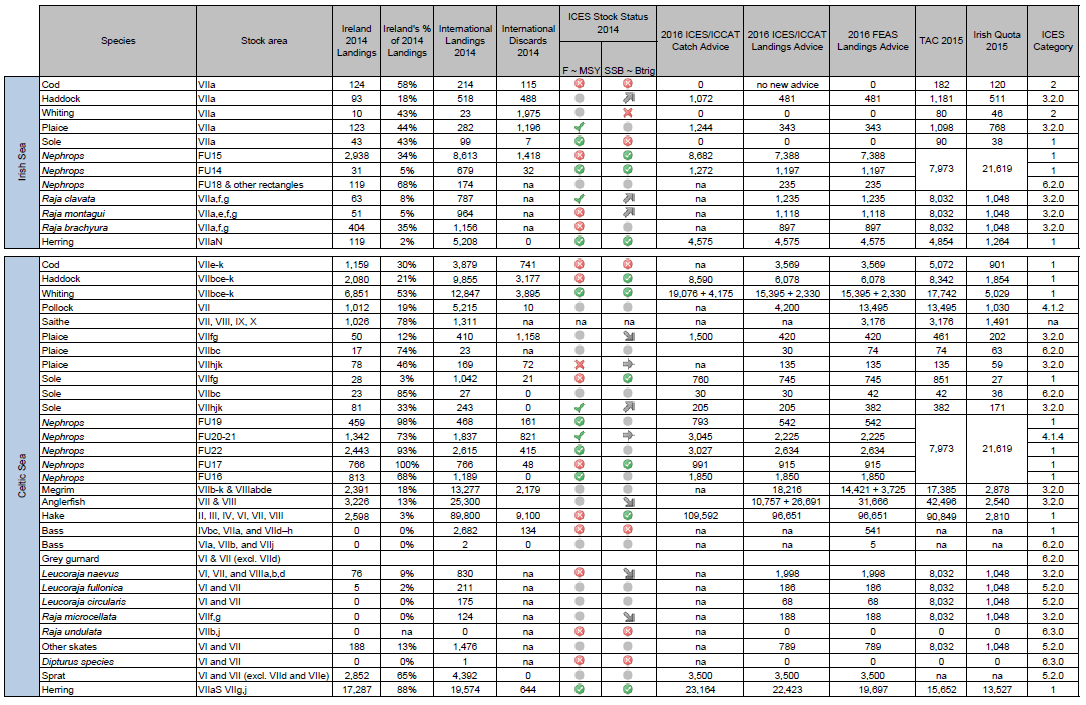 Species Stock area Ireland 2014 Landings Ireland's % of 2014 Landings International Landings 2014 International Discards 2014 ICES Stock Status 2014 2016 ICES/ICCAT Catch Advice 2016 ICES/ICCAT Landings Advice 2016 FEAS Landings Advice TAC 2015 Irish Quota 2015 ICES Category
F ~ MSY SSB ~ Btrig
Irish Sea
Cod VIIa 124 58% 214 115 0 no new advice 0 182 120 2
Haddock VIIa 93 18% 518 488 1,072 481 481 1,181 511 3.2.0
Whiting VIIa 10 43% 23 1,975 0 0 0 80 46 2
Plaice VIIa 123 44% 282 1,196 1,244 343 343 1,098 768 3.2.0
Sole VIIa 43 43% 99 7 0 0 0 90 38 1
Nephrops FU15 2,938 34% 8,613 1,418 8,682 7,388 7,388 7,973 21,619 1
Nephrops FU14 31 5% 679 32 1,272 1,197 1,197 1
Nephrops FU18 & other rectangles 119 68% 174 na na 235 235 6.2.0
Raja clavata VIIa,f,g 63 8% 787 na na 1,235 1,235 8,032 1,048 3.2.0
Raja montagui VIIa,e,f,g 51 5% 964 na na 1,118 1,118 8,032 1,048 3.2.0
Raja brachyura VIIa,f,g 404 35% 1,156 na na 897 897 8,032 1,048 3.2.0
Herring VIIaN 119 2% 5,208 0 4,575 4,575 4,575 4,854 1,264 1
Celtic Sea
Cod VIIe-k 1,159 30% 3,879 741 na 3,569 3,569 5,072 901 1
Haddock VIIbce-k 2,080 21% 9,855 3,177 8,590 6,078 6,078 8,342 1,854 1
Whiting VIIbce-k 6,851 53% 12,847 3,895 19,076 + 4,175 15,395 + 2,330 15,395 + 2,330 17,742 5,029 1
Pollock VII 1,012 19% 5,215 10 na 4,200 13,495 13,495 1,030 4.1.2
Saithe VII, VIII, IX, X 1,026 78% 1,311 na na na na na 3,176 3,176 1,491 na
Plaice VIIfg 50 12% 410 1,158 1,500 420 420 461 202 3.2.0
Plaice VIIbc 17 74% 23 na 30 74 74 63 6.2.0
Plaice VIIhjk 78 46% 169 72 na 135 135 135 59 3.2.0
Sole VIIfg 28 3% 1,042 21 760 745 745 851 27 1
Sole VIIbc 23 85% 27 0 30 30 42 42 36 6.2.0
Sole VIIhjk 81 33% 243 0 205 205 382 382 171 3.2.0
Nephrops FU19 459 98% 468 161 793 542 542 7,973 21,619 1
Nephrops FU20-21 1,342 73% 1,837 821 3,045 2,225 2,225 4.1.4
Nephrops FU22 2,443 93% 2,615 415 3,027 2,634 2,634 1
Nephrops FU17 766 100% 766 48 991 915 915 1
Nephrops FU16 813 68% 1,189 0 1,850 1,850 1,850 1
Megrim VIIb-k & VIIIabde 2,391 18% 13,277 2,179 na 18,216 14,421 + 3,725 17,385 2,878 3.2.0
Anglerfish VII & VIII 3,226 13% 25,300 10,757 + 26,691 31,666 42,496 2,540 3.2.0
Hake II, III, IV, VI, VII, VIII 2,598 3% 89,800 9,100 109,592 96,651 96,651 90,849 2,810 1
Bass IVbc, VIIa, and VIId–h 0 0% 2,682 134 na na 541 na na 1
Bass VIa, VIIb, and VIIj 0 0% 2 0 na na 5 na na 6.2.0
Grey gurnard VI & VII (excl. VIId) 6.2.0
Leucoraja naevus VI, VII, and VIIIa,b,d 76 9% 830 na na 1,998 1,998 8,032 1,048 3.2.0
Leucoraja fullonica VI and VII 5 2% 211 na na 186 186 8,032 1,048 5.2.0
Leucoraja circularis VI and VII 0 0% 175 na na 68 68 8,032 1,048 5.2.0
Raja microcellata VIIf,g 0 0% 124 na na 188 188 8,032 1,048 3.2.0
Raja undulata VIIb,j 0 na 0 na na 0 0 0 0 6.3.0
Other skates VI and VII 188 13% 1,476 na na 789 789 8,032 1,048 5.2.0
Dipturus species VI and VII 0 0% 1 na na 0 0 0 0 6.3.0
Sprat VI and VII (excl. VIId and VIIe) 2,852 65% 4,392 0 3,500 3,500 3,500 na na 5.2.0
Herring VIIaS VIIg,j 17,287 88% 19,574 644 23,164 22,423 19,697 15,652 13,527 1